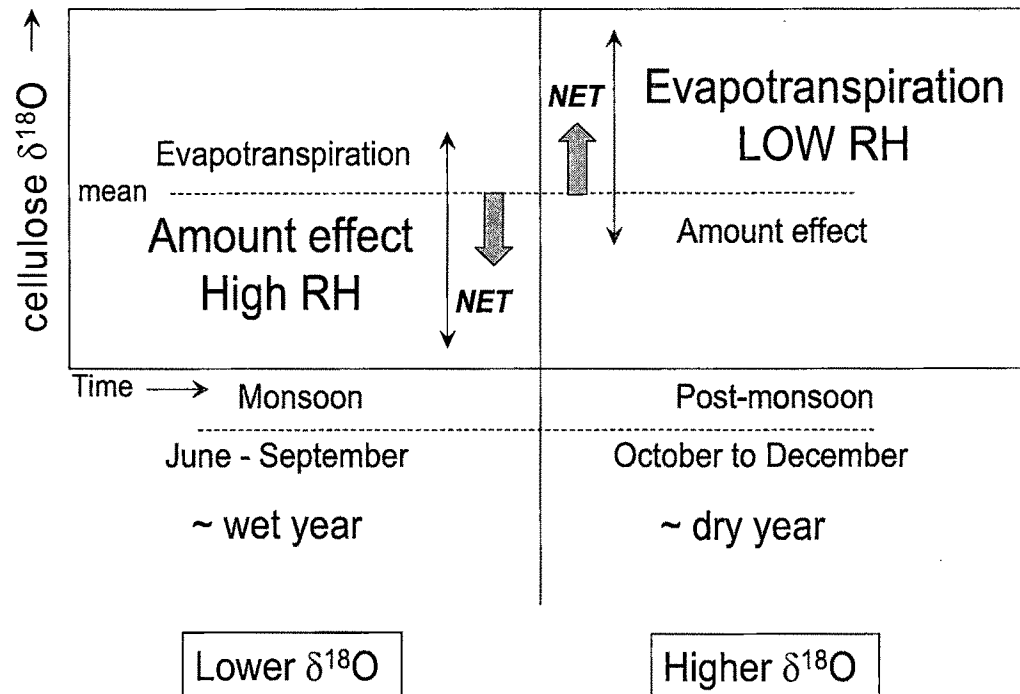 cellulose δ¹⁸O
Evapotranspiration
mean
Amount effect
High RH
NET
NET
Evapotranspiration
LOW RH
Amount effect
Time
Monsoon
June - September
~ wet year
Post-monsoon
October to December
~ dry year
Lower δ¹⁸O
Higher δ¹⁸O